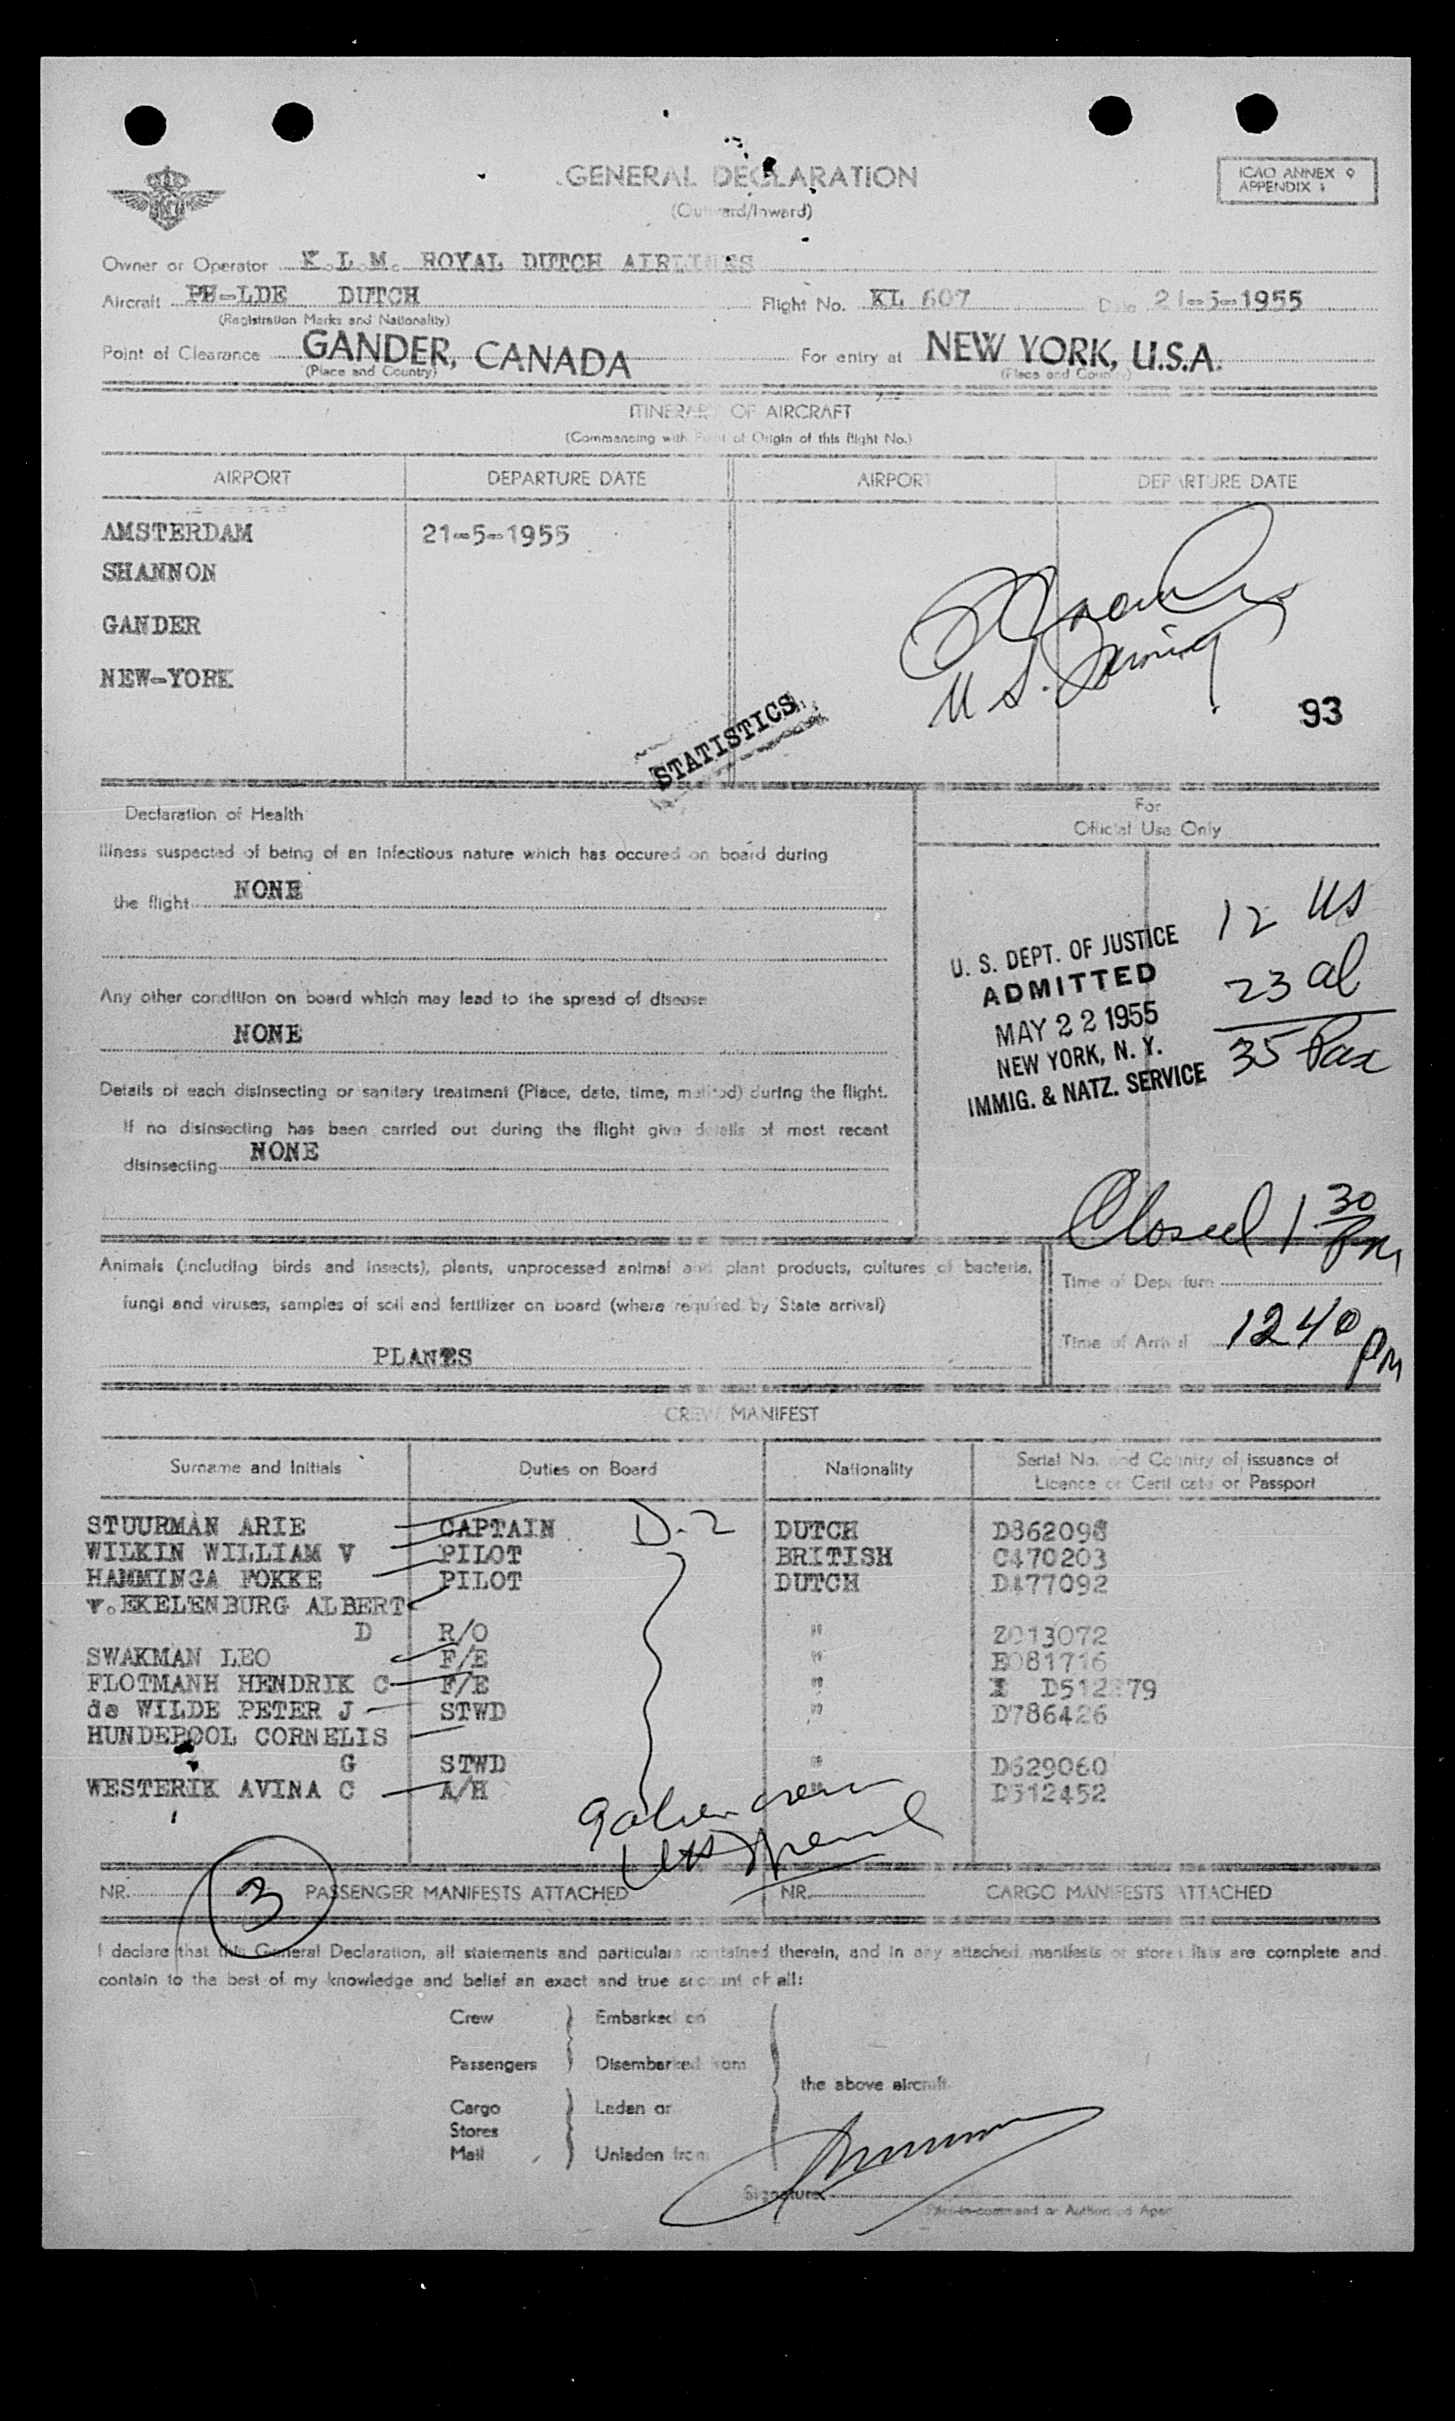 GENERAL DECLARATION
(Outward/Inward)
ICAO ANNEX 9
APPENDIX 1
Owner or Operator K.L.M. ROYAL DUTCH AIRLINES
Aircraft PH-LDE DUTCH Flight No. KL 607 Date 21-5-1955
(Registration Marks and Nationality)
Point of Clearance GANDER, CANADA For entry at NEW YORK, U.S.A.
(Place and Country) (Place and Country)
ITINERARY OF AIRCRAFT
(Commencing with Point of Origin of this flight No.)
AIRPORT DEPARTURE DATE AIRPORT DEPARTURE DATE
AMSTERDAM 21-5-1955
SHANNON
GANDER
NEW-YORK
U.S.
93
STATISTICS
Declaration of Health
Illness suspected of being of an infectious nature which has occured on board during
the flight NONE
Any other condition on board which may lead to the spread of disease
NONE
Details of each disinsecting or sanitary treatment (Place, date, time, method) during the flight.
If no disinsecting has been carried out during the flight give details of most recent
disinsecting NONE
For
Official Use Only
U. S. DEPT. OF JUSTICE
ADMITTED
MAY 22 1955
NEW YORK, N. Y.
IMMIG. & NATZ. SERVICE
12 US
23 al
35 Pax
Closed 1 30 Pm
Animals (including birds and insects), plants, unprocessed animal and plant products, cultures of bacteria,
fungi and viruses, samples of soil and fertilizer on board (where required by State arrival)
PLANTS
Time of Departure
Time of Arrival 1240 pm
CREW MANIFEST
Surname and Initials Duties on Board Nationality Serial No. and Country of issuance of
Licence or Certificate or Passport
STUURMAN ARIE CAPTAIN D-2 DUTCH D862098
WILKIN WILLIAM V PILOT BRITISH C470203
HAMMINGA FOKKE PILOT DUTCH D477092
v.EKELENBURG ALBERT
D R/O " Z013072
SWAKMAN LEO F/E " E081716
FLOTMANH HENDRIK C F/E " D512879
de WILDE PETER J STWD " D786426
HUNDEPOOL CORNELIS
G STWD " D629060
WESTERIK AVINA C A/H " D312452
9 alien crew
NR. 3 PASSENGER MANIFESTS ATTACHED NR. CARGO MANIFESTS ATTACHED
I declare that this General Declaration, all statements and particulars contained therein, and in any attached manifests or stores lists are complete and
contain to the best of my knowledge and belief an exact and true account of all:
Crew Embarked on
Passengers Disembarked from
the above aircraft
Cargo Laden or
Stores
Mail Unladen from
Signature
Pilot-in-command or Authorized Agent